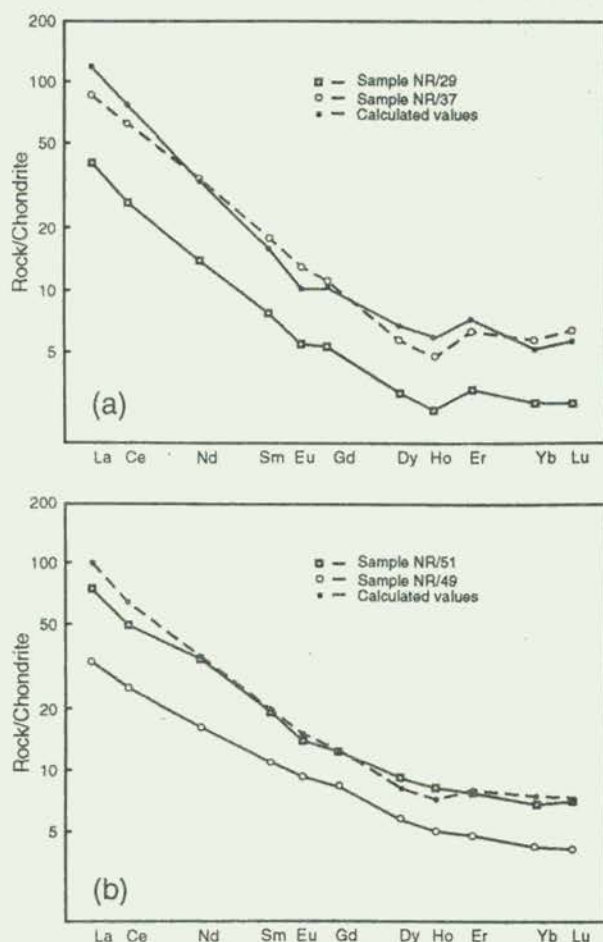 200
100
50
20
10
5
Rock/Chondrite
Sample NR/29
Sample NR/37
Calculated values
(a)
La Ce Nd Sm Eu Gd Dy Ho Er Yb Lu
200
100
50
20
10
5
Rock/Chondrite
Sample NR/51
Sample NR/49
Calculated values
(b)
La Ce Nd Sm Eu Gd Dy Ho Er Yb Lu